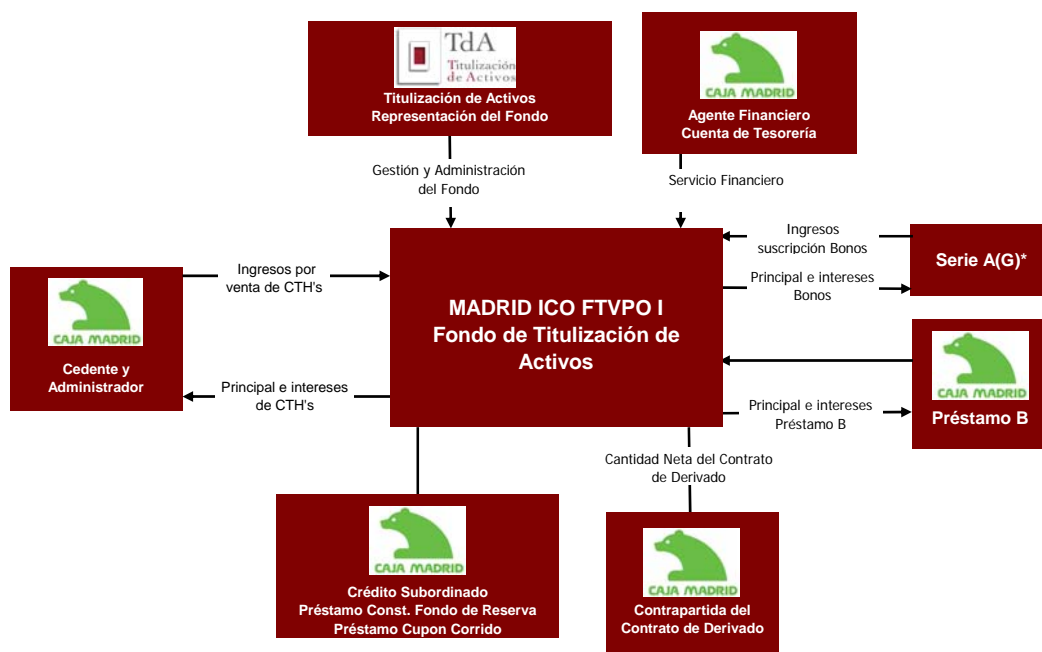 TdA
Titulización
de Activos
Titulización de Activos
Representación del Fondo
CAJA MADRID
Agente Financiero
Cuenta de Tesorería
Gestión y Administración
del Fondo
Servicio Financiero
Ingresos
suscripción Bonos
Serie A(G)*
Principal e intereses
Bonos
CAJA MADRID
Cedente y
Administrador
Ingresos por
venta de CTH's
Principal e intereses
de CTH's
MADRID ICO FTVPO I
Fondo de Titulización de
Activos
CAJA MADRID
Préstamo B
Principal e intereses
Préstamo B
Cantidad Neta del Contrato
de Derivado
CAJA MADRID
Crédito Subordinado
Préstamo Const. Fondo de Reserva
Préstamo Cupon Corrido
CAJA MADRID
Contrapartida del
Contrato de Derivado